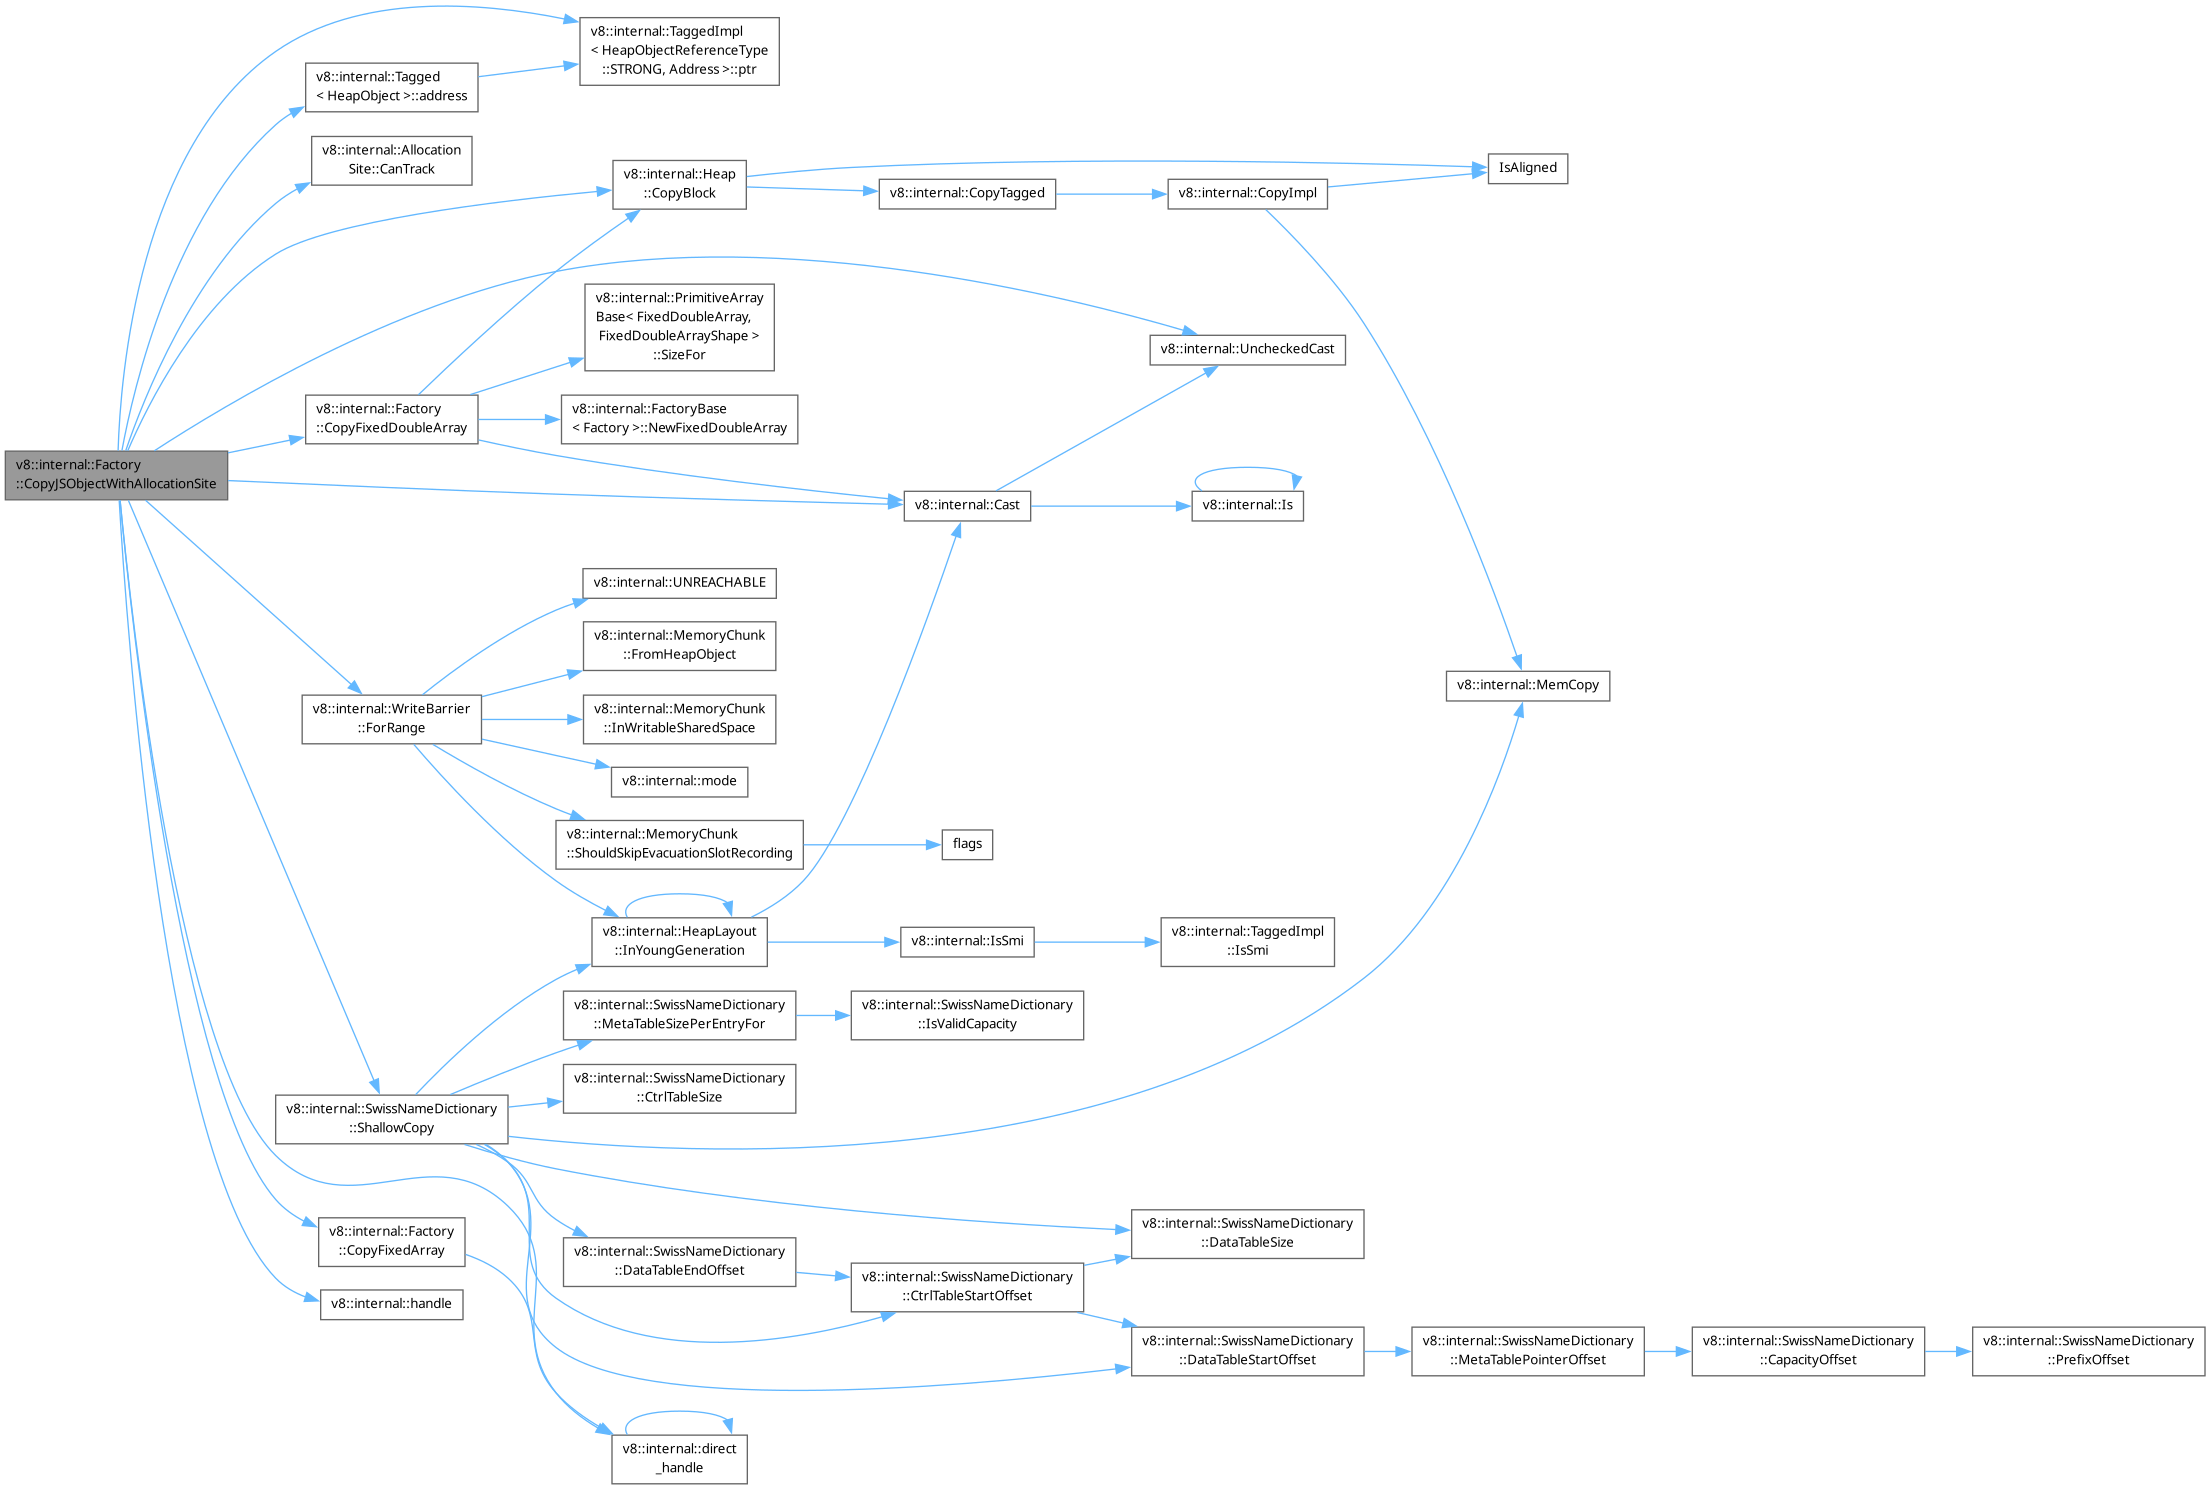 v8::internal::TaggedImpl
< HeapObjectReferenceType
::STRONG, Address >::ptr
v8::internal::Tagged
< HeapObject >::address
v8::internal::Allocation
Site::CanTrack
v8::internal::Heap
::CopyBlock
IsAligned
v8::internal::CopyTagged
v8::internal::CopyImpl
v8::internal::PrimitiveArray
Base< FixedDoubleArray,
FixedDoubleArrayShape >
::SizeFor
v8::internal::UncheckedCast
v8::internal::Factory
::CopyFixedDoubleArray
v8::internal::FactoryBase
< Factory >::NewFixedDoubleArray
v8::internal::Factory
::CopyJSObjectWithAllocationSite
v8::internal::Cast
v8::internal::Is
v8::internal::UNREACHABLE
v8::internal::MemoryChunk
::FromHeapObject
v8::internal::MemCopy
v8::internal::WriteBarrier
::ForRange
v8::internal::MemoryChunk
::InWritableSharedSpace
v8::internal::mode
v8::internal::MemoryChunk
::ShouldSkipEvacuationSlotRecording
flags
v8::internal::HeapLayout
::InYoungGeneration
v8::internal::IsSmi
v8::internal::TaggedImpl
::IsSmi
v8::internal::SwissNameDictionary
::MetaTableSizePerEntryFor
v8::internal::SwissNameDictionary
::IsValidCapacity
v8::internal::SwissNameDictionary
::CtrlTableSize
v8::internal::SwissNameDictionary
::ShallowCopy
v8::internal::SwissNameDictionary
::DataTableSize
v8::internal::Factory
::CopyFixedArray
v8::internal::SwissNameDictionary
::DataTableEndOffset
v8::internal::SwissNameDictionary
::CtrlTableStartOffset
v8::internal::handle
v8::internal::SwissNameDictionary
::DataTableStartOffset
v8::internal::SwissNameDictionary
::MetaTablePointerOffset
v8::internal::SwissNameDictionary
::CapacityOffset
v8::internal::SwissNameDictionary
::PrefixOffset
v8::internal::direct
_handle